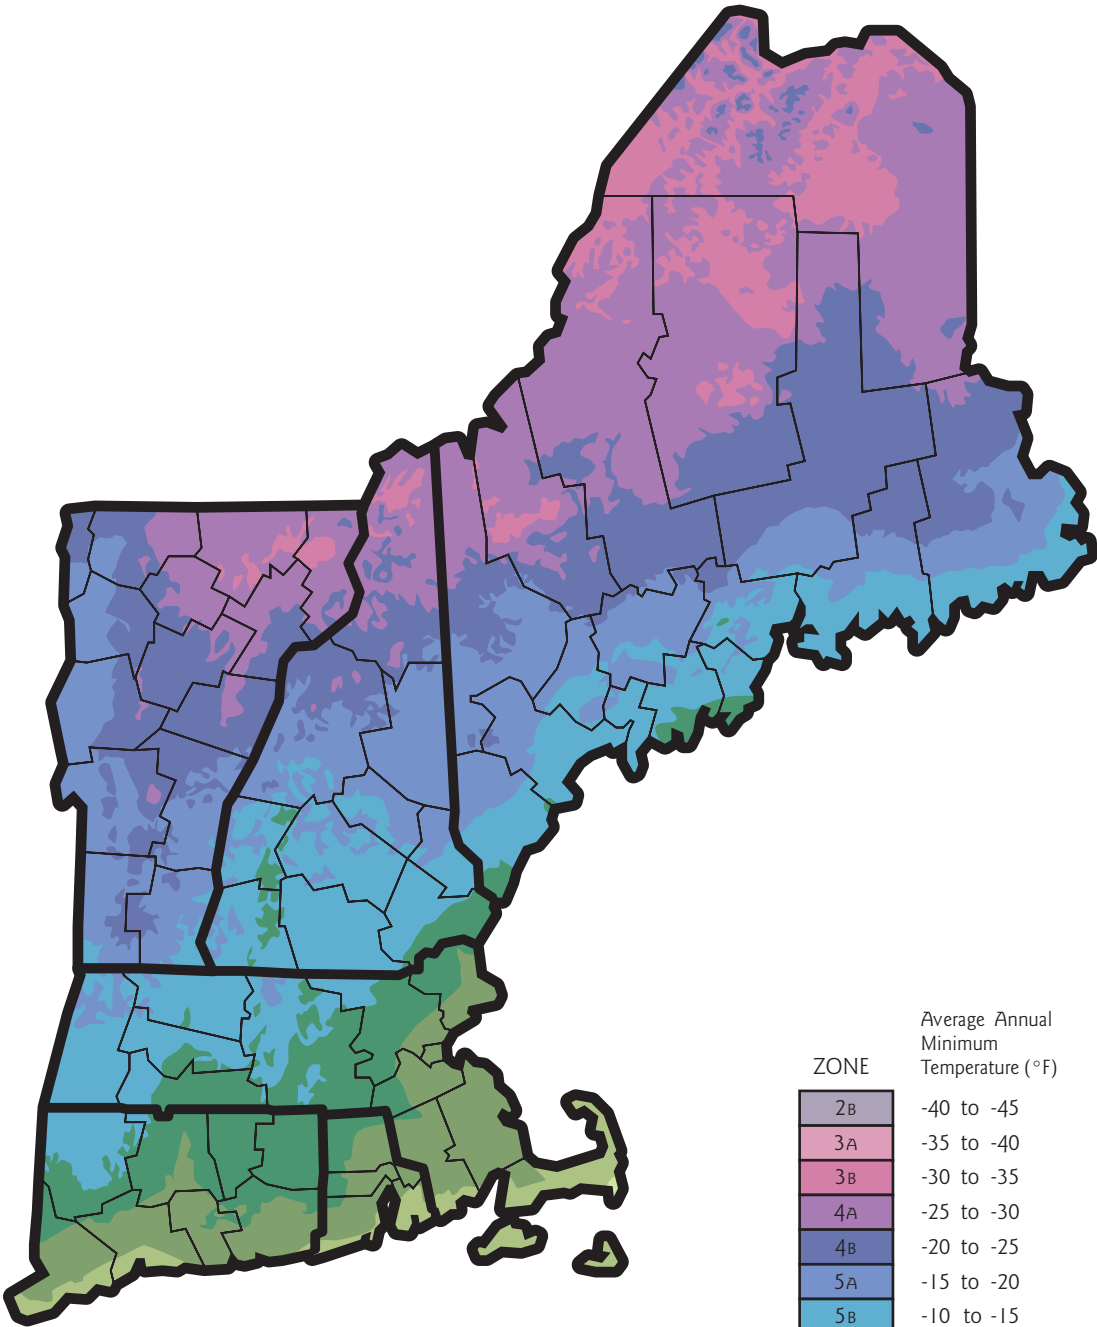 Average Annual
Minimum
ZONE Temperature (°F)
2B -40 to -45
3A -35 to -40
3B -30 to -35
4A -25 to -30
4B -20 to -25
5A -15 to -20
5B -10 to -15